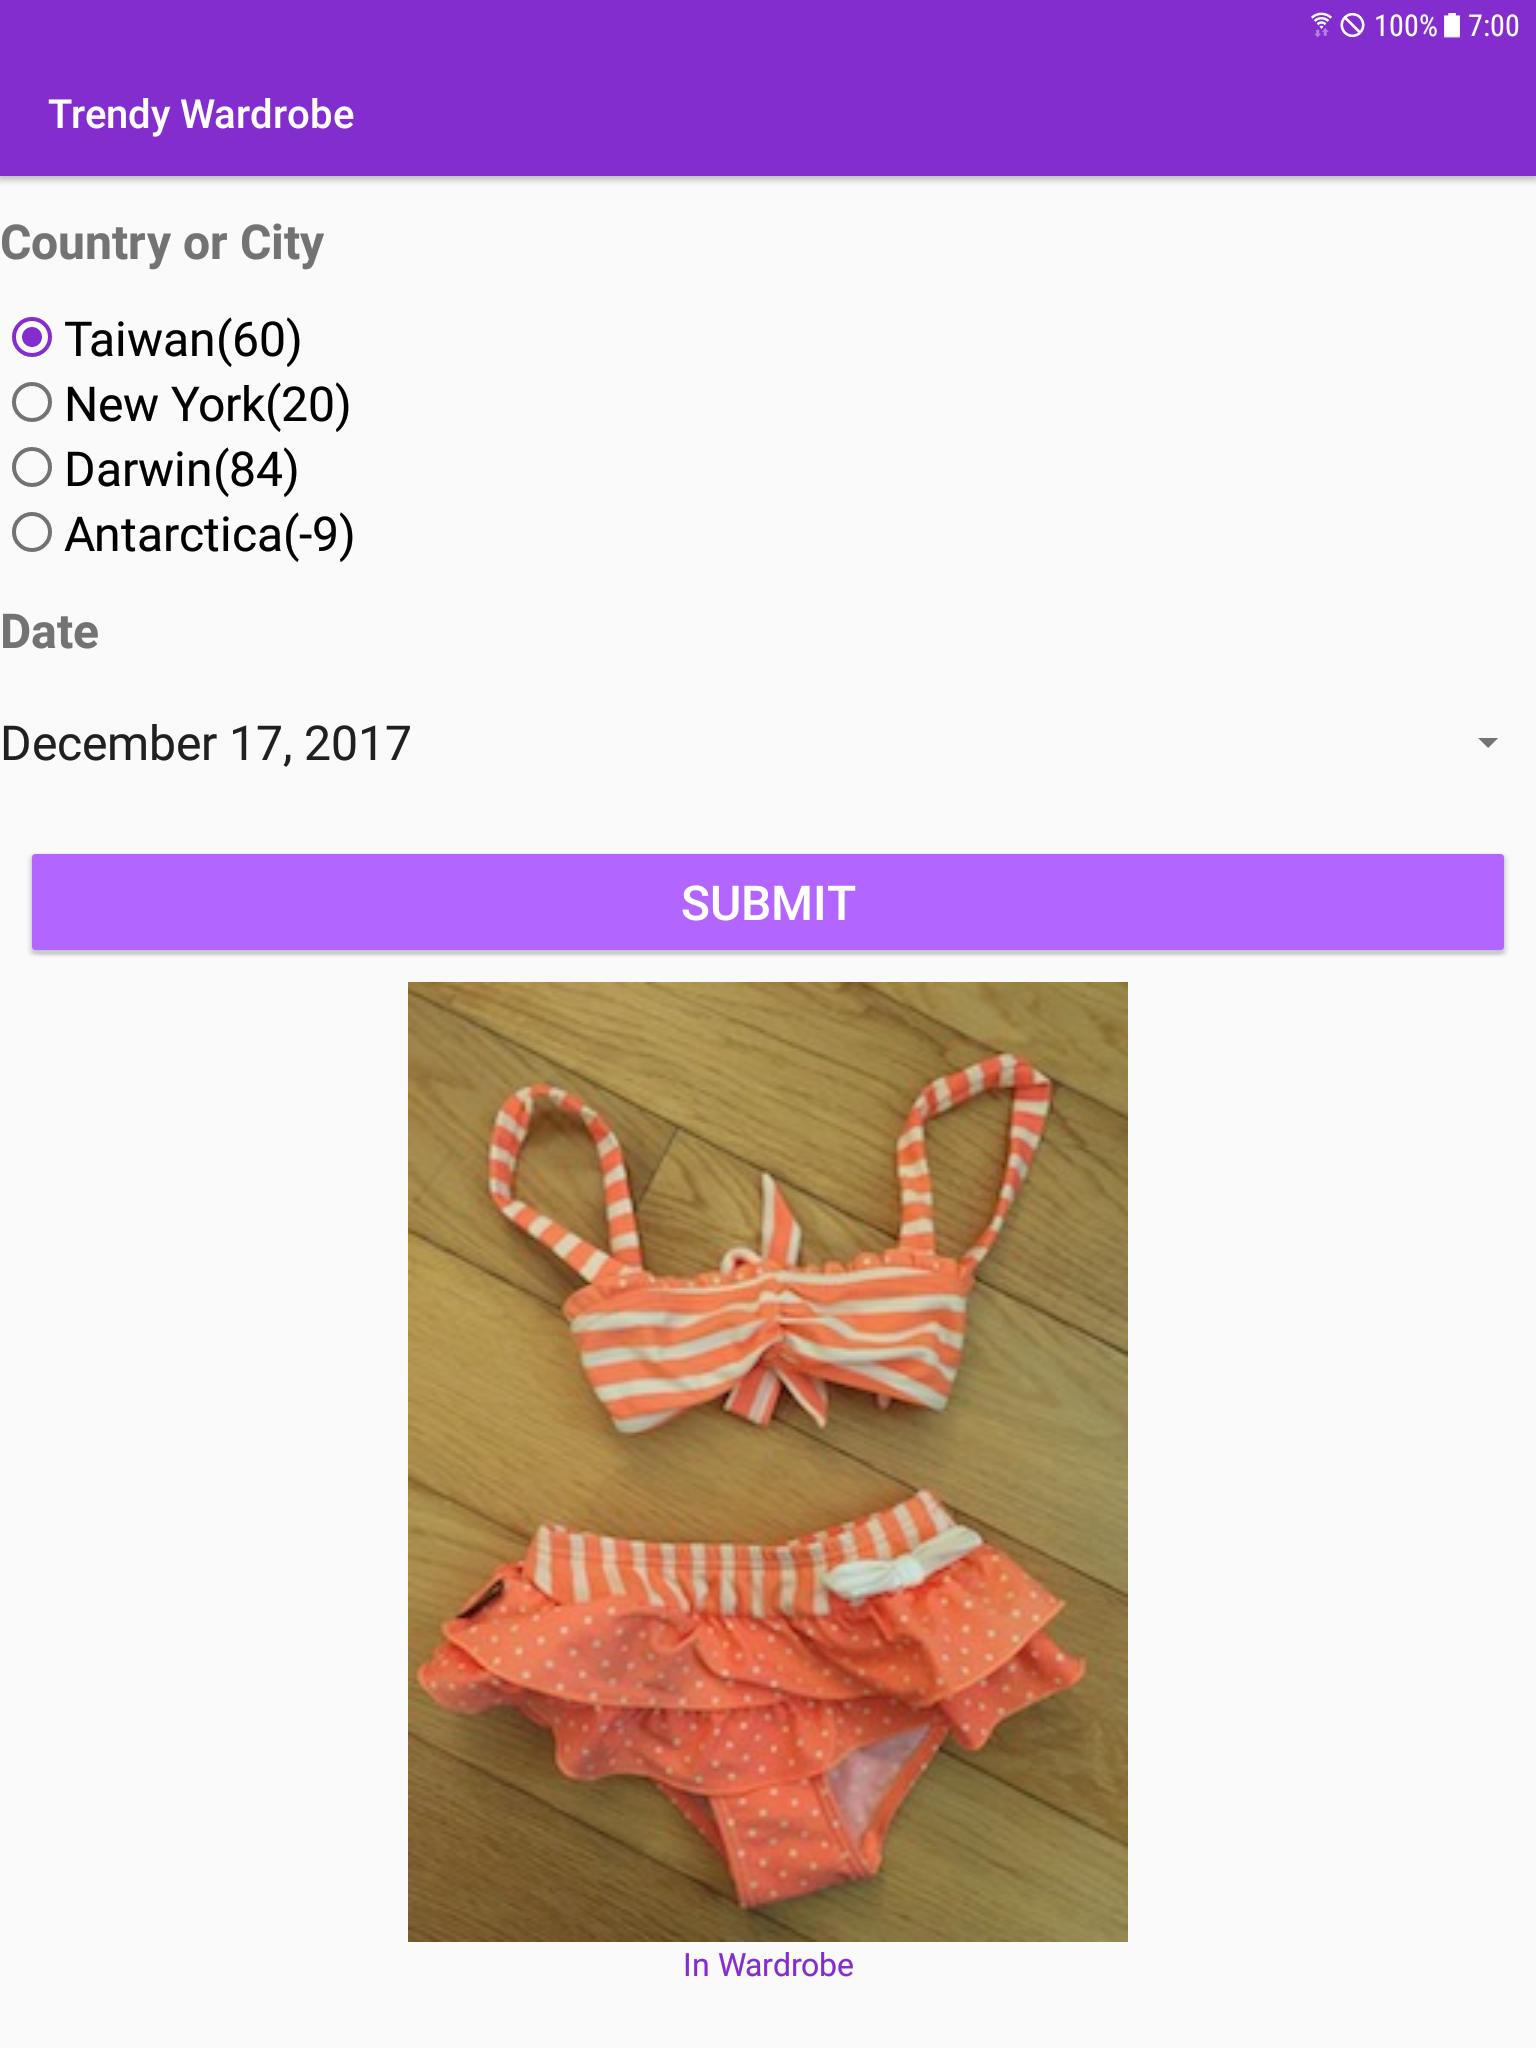 100% 7:00
Trendy Wardrobe
Country or City
Taiwan(60)
New York(20)
Darwin(84)
Antarctica(-9)
Date
December 17, 2017
SUBMIT
In Wardrobe